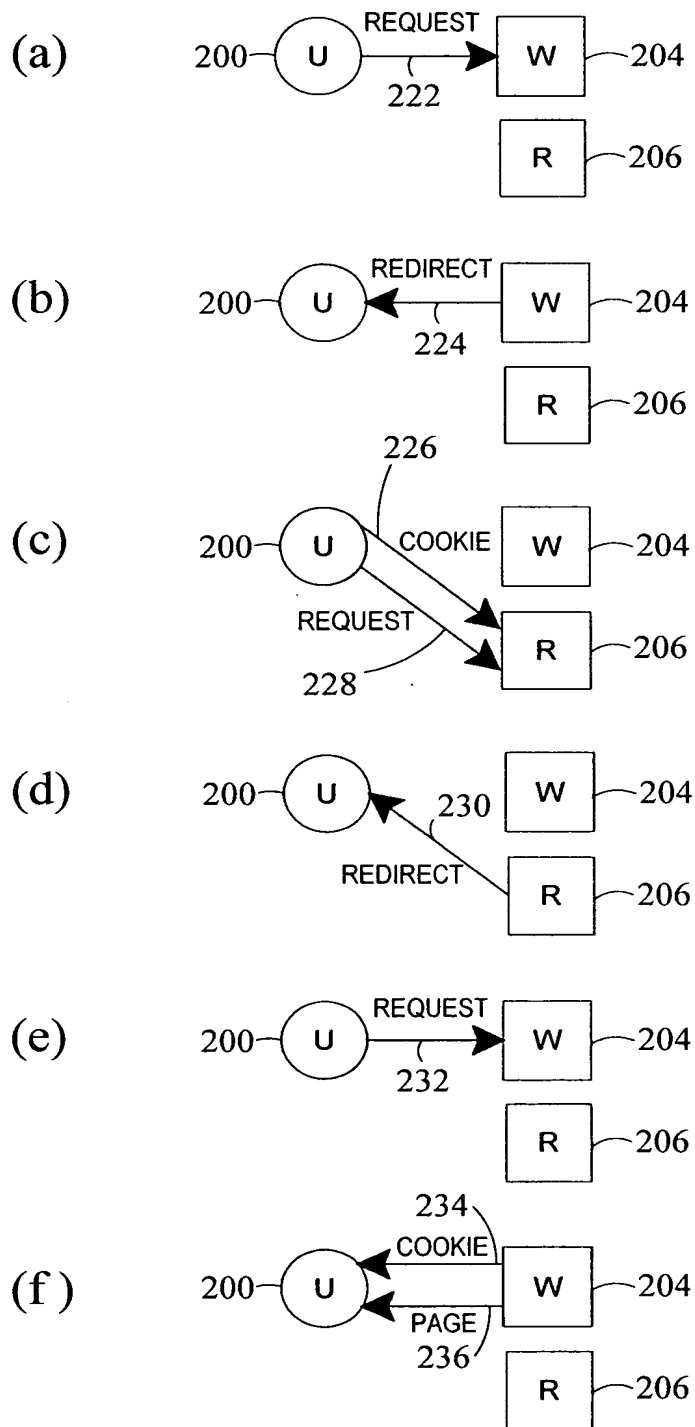 (a) 200 U REQUEST 222 W 204
R 206
(b) 200 U REDIRECT 224 W 204
R 206
226
(c) 200 U COOKIE W 204
REQUEST R 206
228
(d) 200 U 230 W 204
REDIRECT R 206
(e) 200 U REQUEST 232 W 204
R 206
234
(f) 200 U COOKIE W 204
PAGE
236
R 206